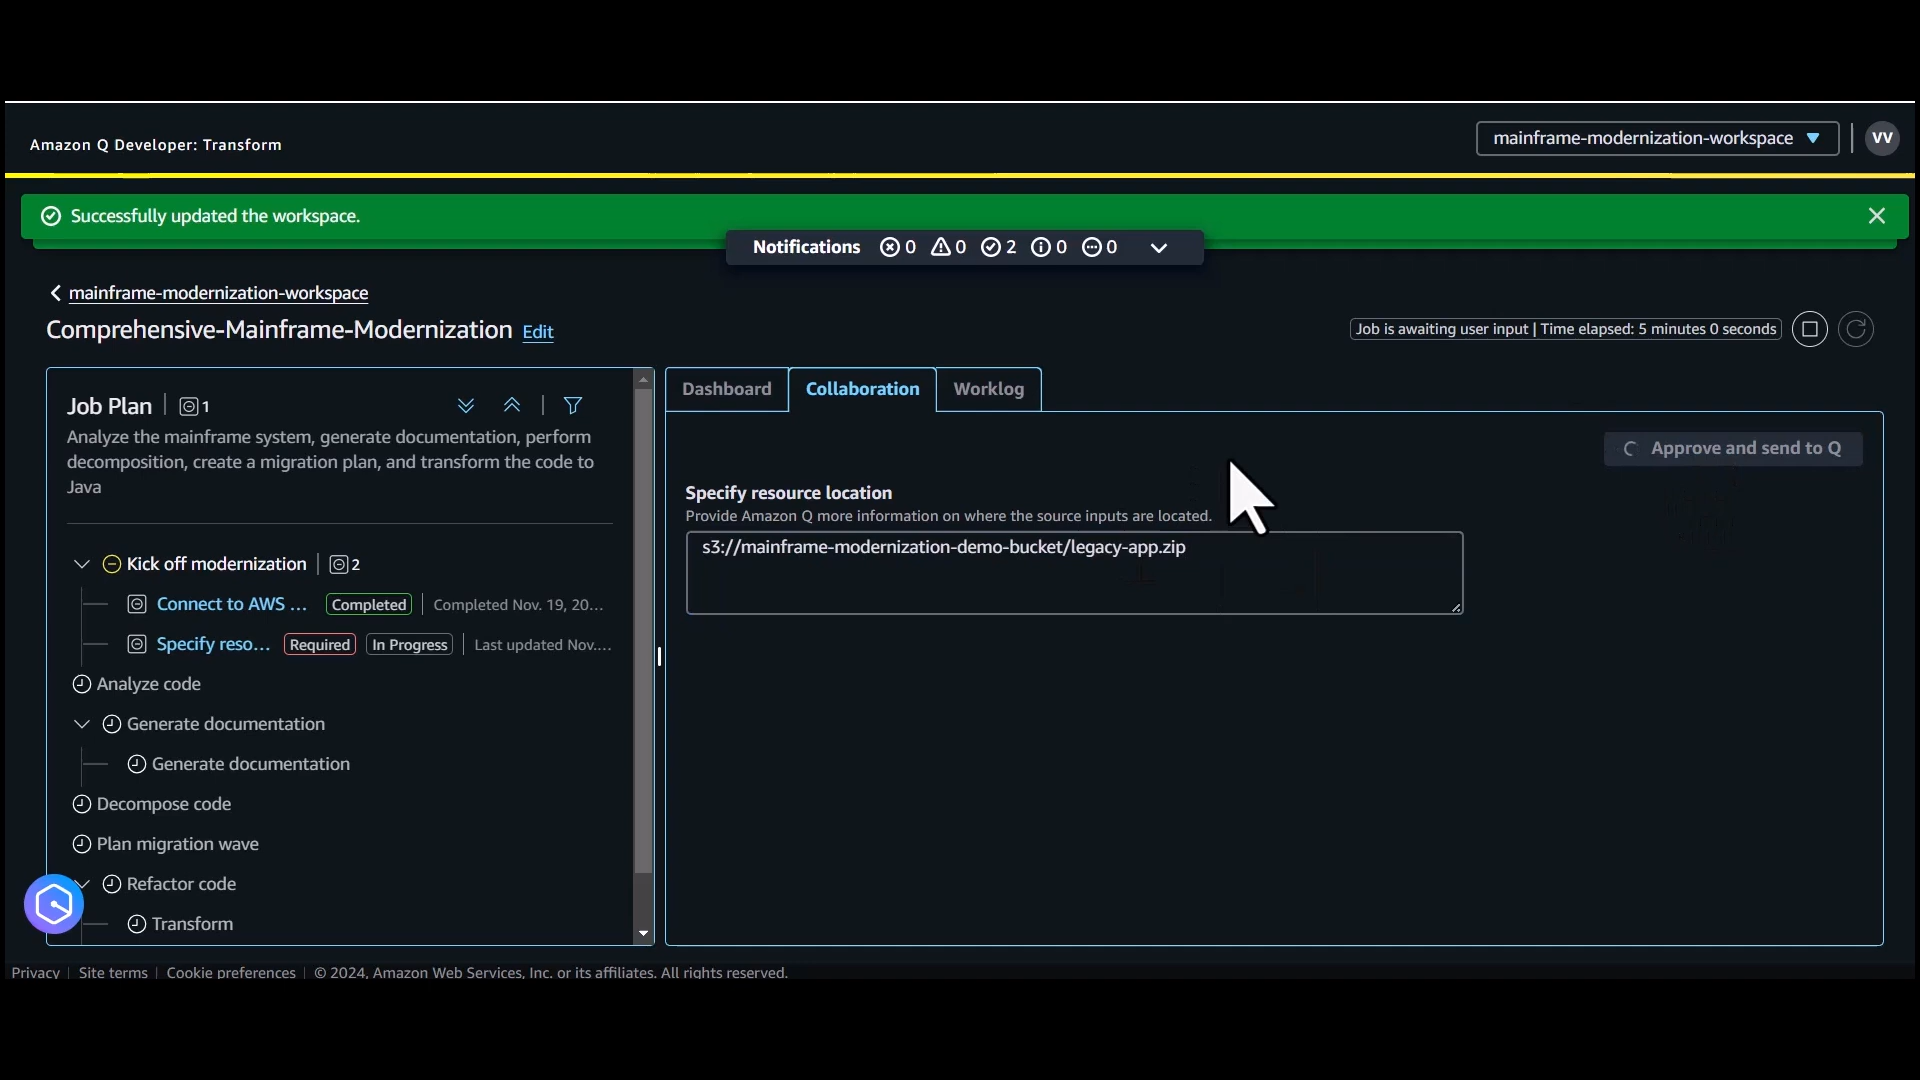 Amazon Q Developer: Transform
mainframe-modernization-workspace
VV
Successfully updated the workspace.
Notifications 0 0 2 0 0
mainframe-modernization-workspace
Comprehensive-Mainframe-Modernization Edit
Job is awaiting user input | Time elapsed: 5 minutes 0 seconds
Job Plan 1
Analyze the mainframe system, generate documentation, perform
decomposition, create a migration plan, and transform the code to
Java
Kick off modernization 2
Connect to AWS ... Completed Completed Nov. 19, 20...
Specify reso... Required In Progress Last updated Nov....
Analyze code
Generate documentation
Generate documentation
Decompose code
Plan migration wave
Refactor code
Transform
Dashboard Collaboration Worklog
Approve and send to Q
Specify resource location
Provide Amazon Q more information on where the source inputs are located.
s3://mainframe-modernization-demo-bucket/legacy-app.zip
Privacy | Site terms | Cookie preferences | © 2024, Amazon Web Services, Inc. or its affiliates. All rights reserved.